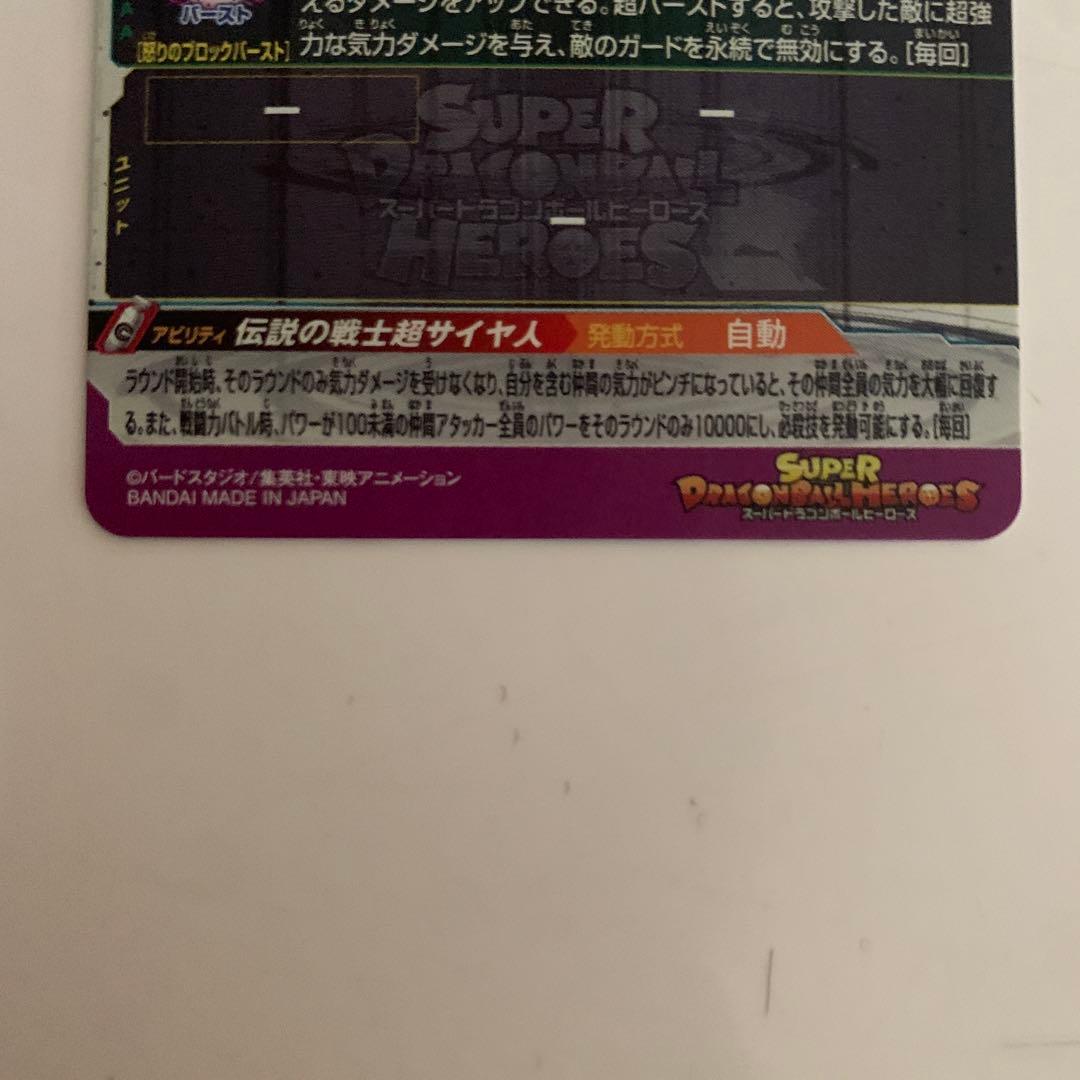 えるダメージをアップできる。超バーストすると、攻撃した敵に超強
バースト
[怒りのブロックバースト]
力な気力ダメージを与え、敵のガードを永続で無効にする。[毎回]
ユニット
SUPER
DRAGONBALL
スーパードラゴンボールヒーローズ
HEROES
アビリティ 伝説の戦士超サイヤ人 発動方式 自動
ラウンド開始時、そのラウンドのみ気力ダメージを受けなくなり、自分を含む仲間の気力がピンチになっていると、その仲間全員の気力を大幅に回復す
る。また、戦闘力バトル時、パワーが100未満の仲間アタッカー全員のパワーをそのラウンドのみ10000にし、必殺技を発動可能にする。[毎回]
©バードスタジオ/集英社・東映アニメーション
BANDAI MADE IN JAPAN
SUPER
DRAGONBALL HEROES
スーパードラゴンボールヒーローズ